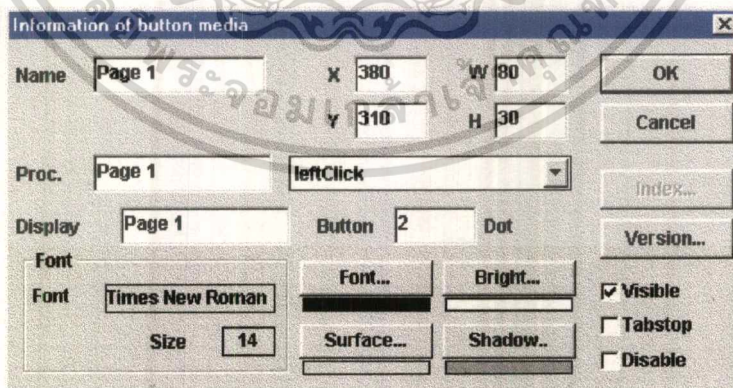 Information of button media
Name Page 1 X 380 W 80 OK
Y 310 H 30 Cancel
Proc. Page 1 leftClick Index...
Display Page 1 Button 2 Dot Version...
Font
Font Times New Roman Font... Bright... Visible
Size 14 Surface... Shadow.. Tabstop
Disable